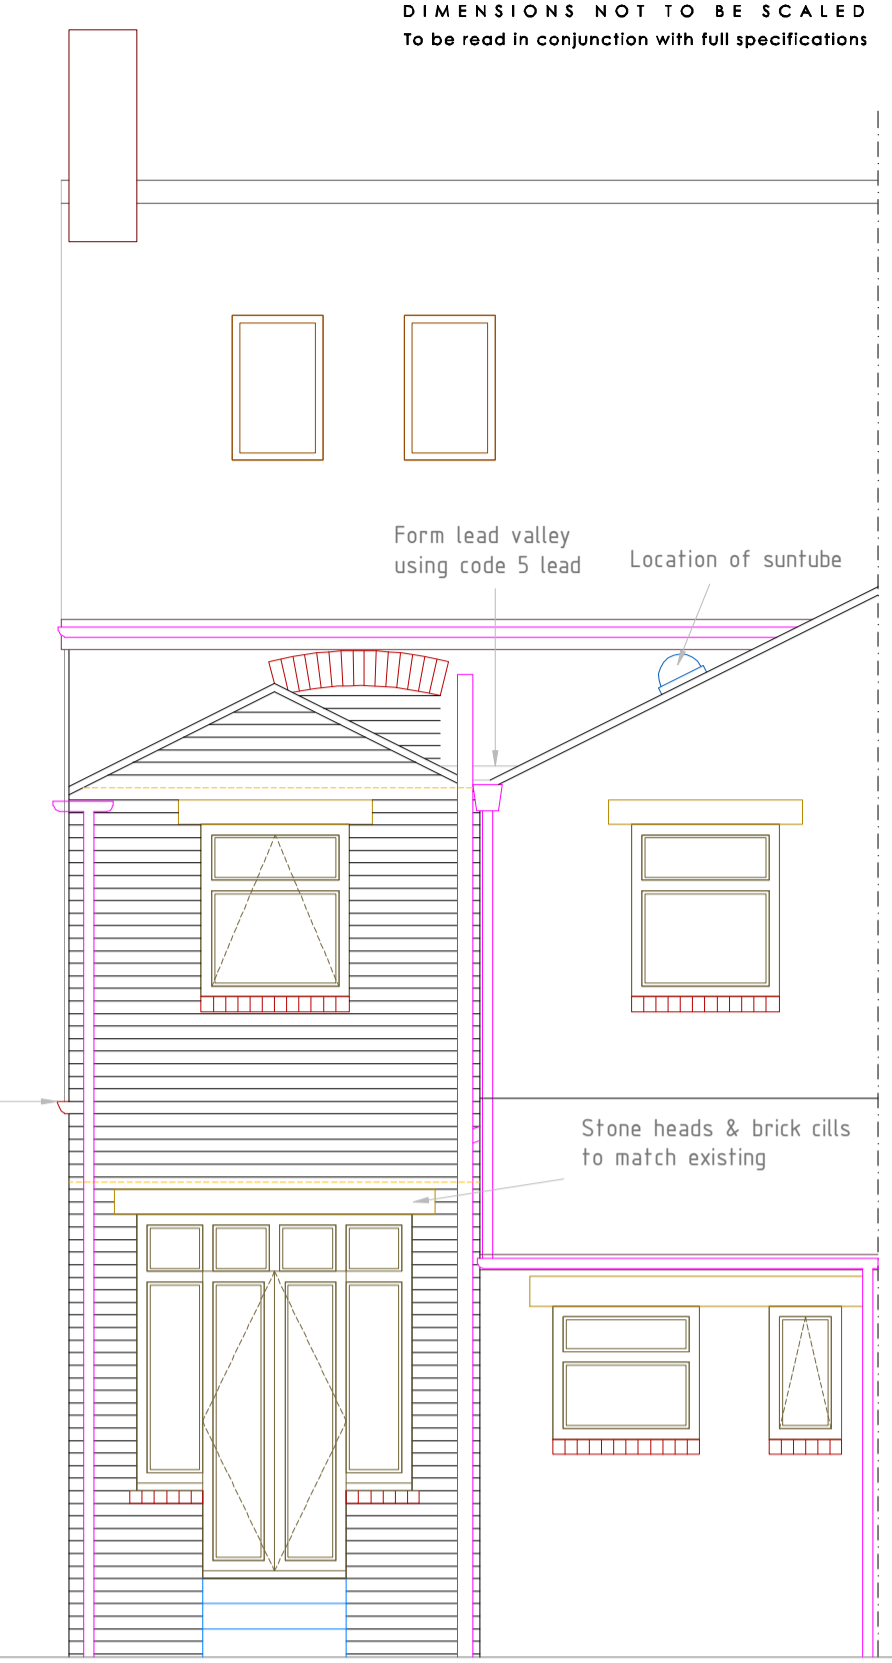 DIMENSIONS NOT TO BE SCALED
To be read in conjunction with full specifications
Form lead valley
using code 5 lead
Location of suntube
Stone heads & brick cills
to match existing